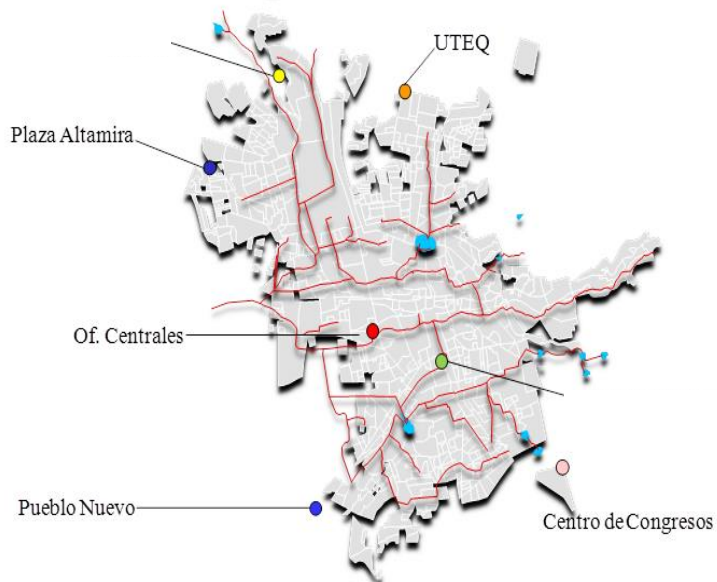 UTEQ
Plaza Altamira
Of. Centrales
Pueblo Nuevo
Centro de Congresos